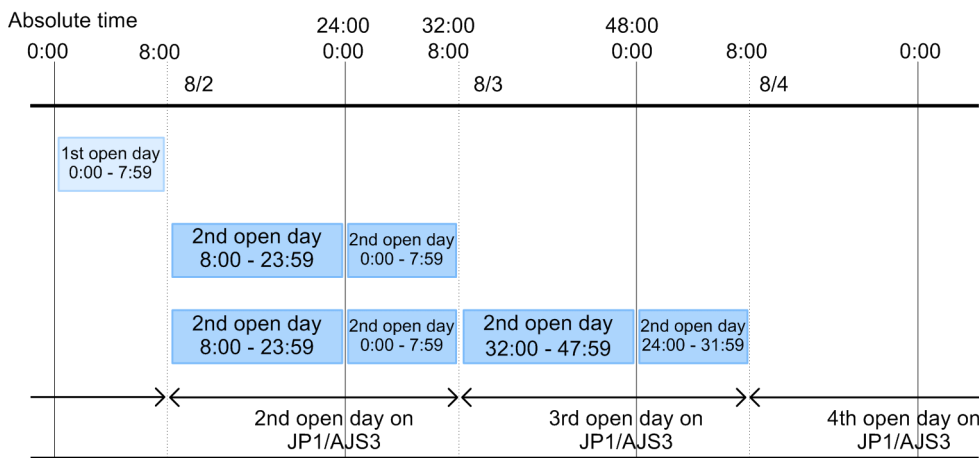 Absolute time
24:00 32:00 48:00
0:00 8:00 0:00 8:00 0:00 8:00 0:00
8/2 8/3 8/4
1st open day
0:00 - 7:59
2nd open day
8:00 - 23:59
2nd open day
0:00 - 7:59
2nd open day
8:00 - 23:59
2nd open day
0:00 - 7:59
2nd open day
32:00 - 47:59
2nd open day
24:00 - 31:59
2nd open day on
JP1/AJS3
3rd open day on
JP1/AJS3
4th open day on
JP1/AJS3